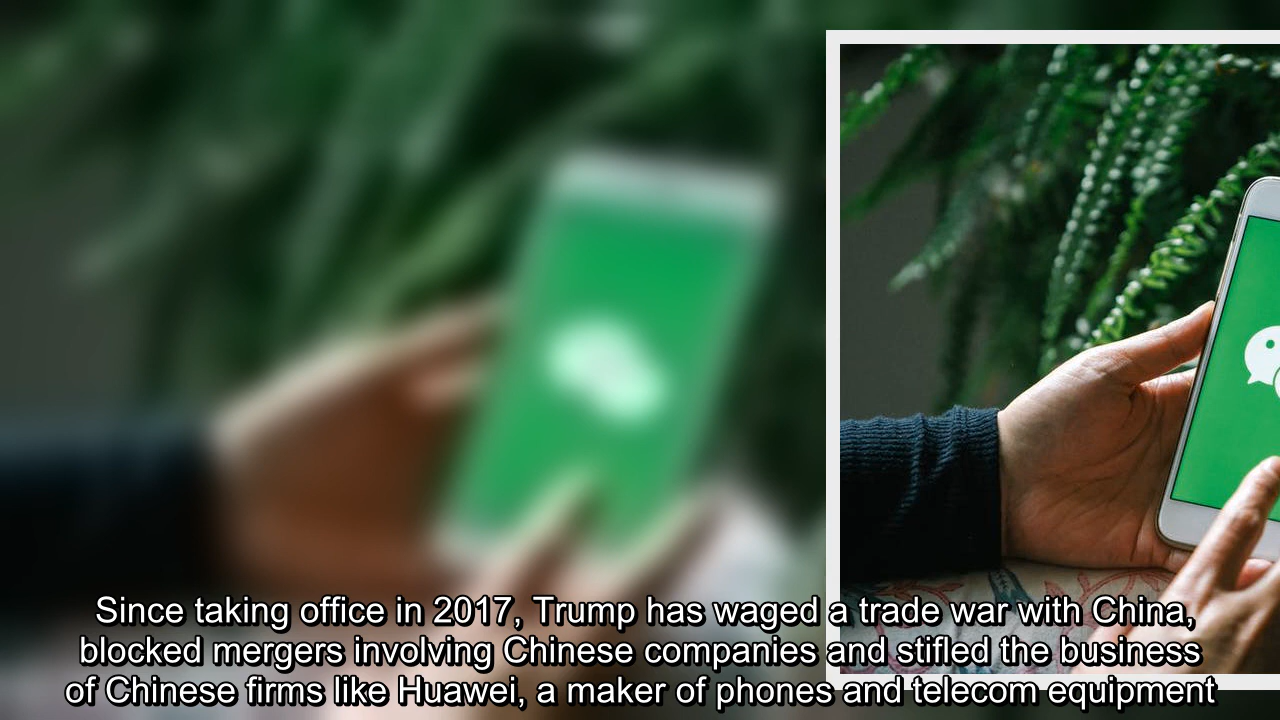 Since taking office in 2017, Trump has waged a trade war with China,
blocked mergers involving Chinese companies and stifled the business
of Chinese firms like Huawei, a maker of phones and telecom equipment